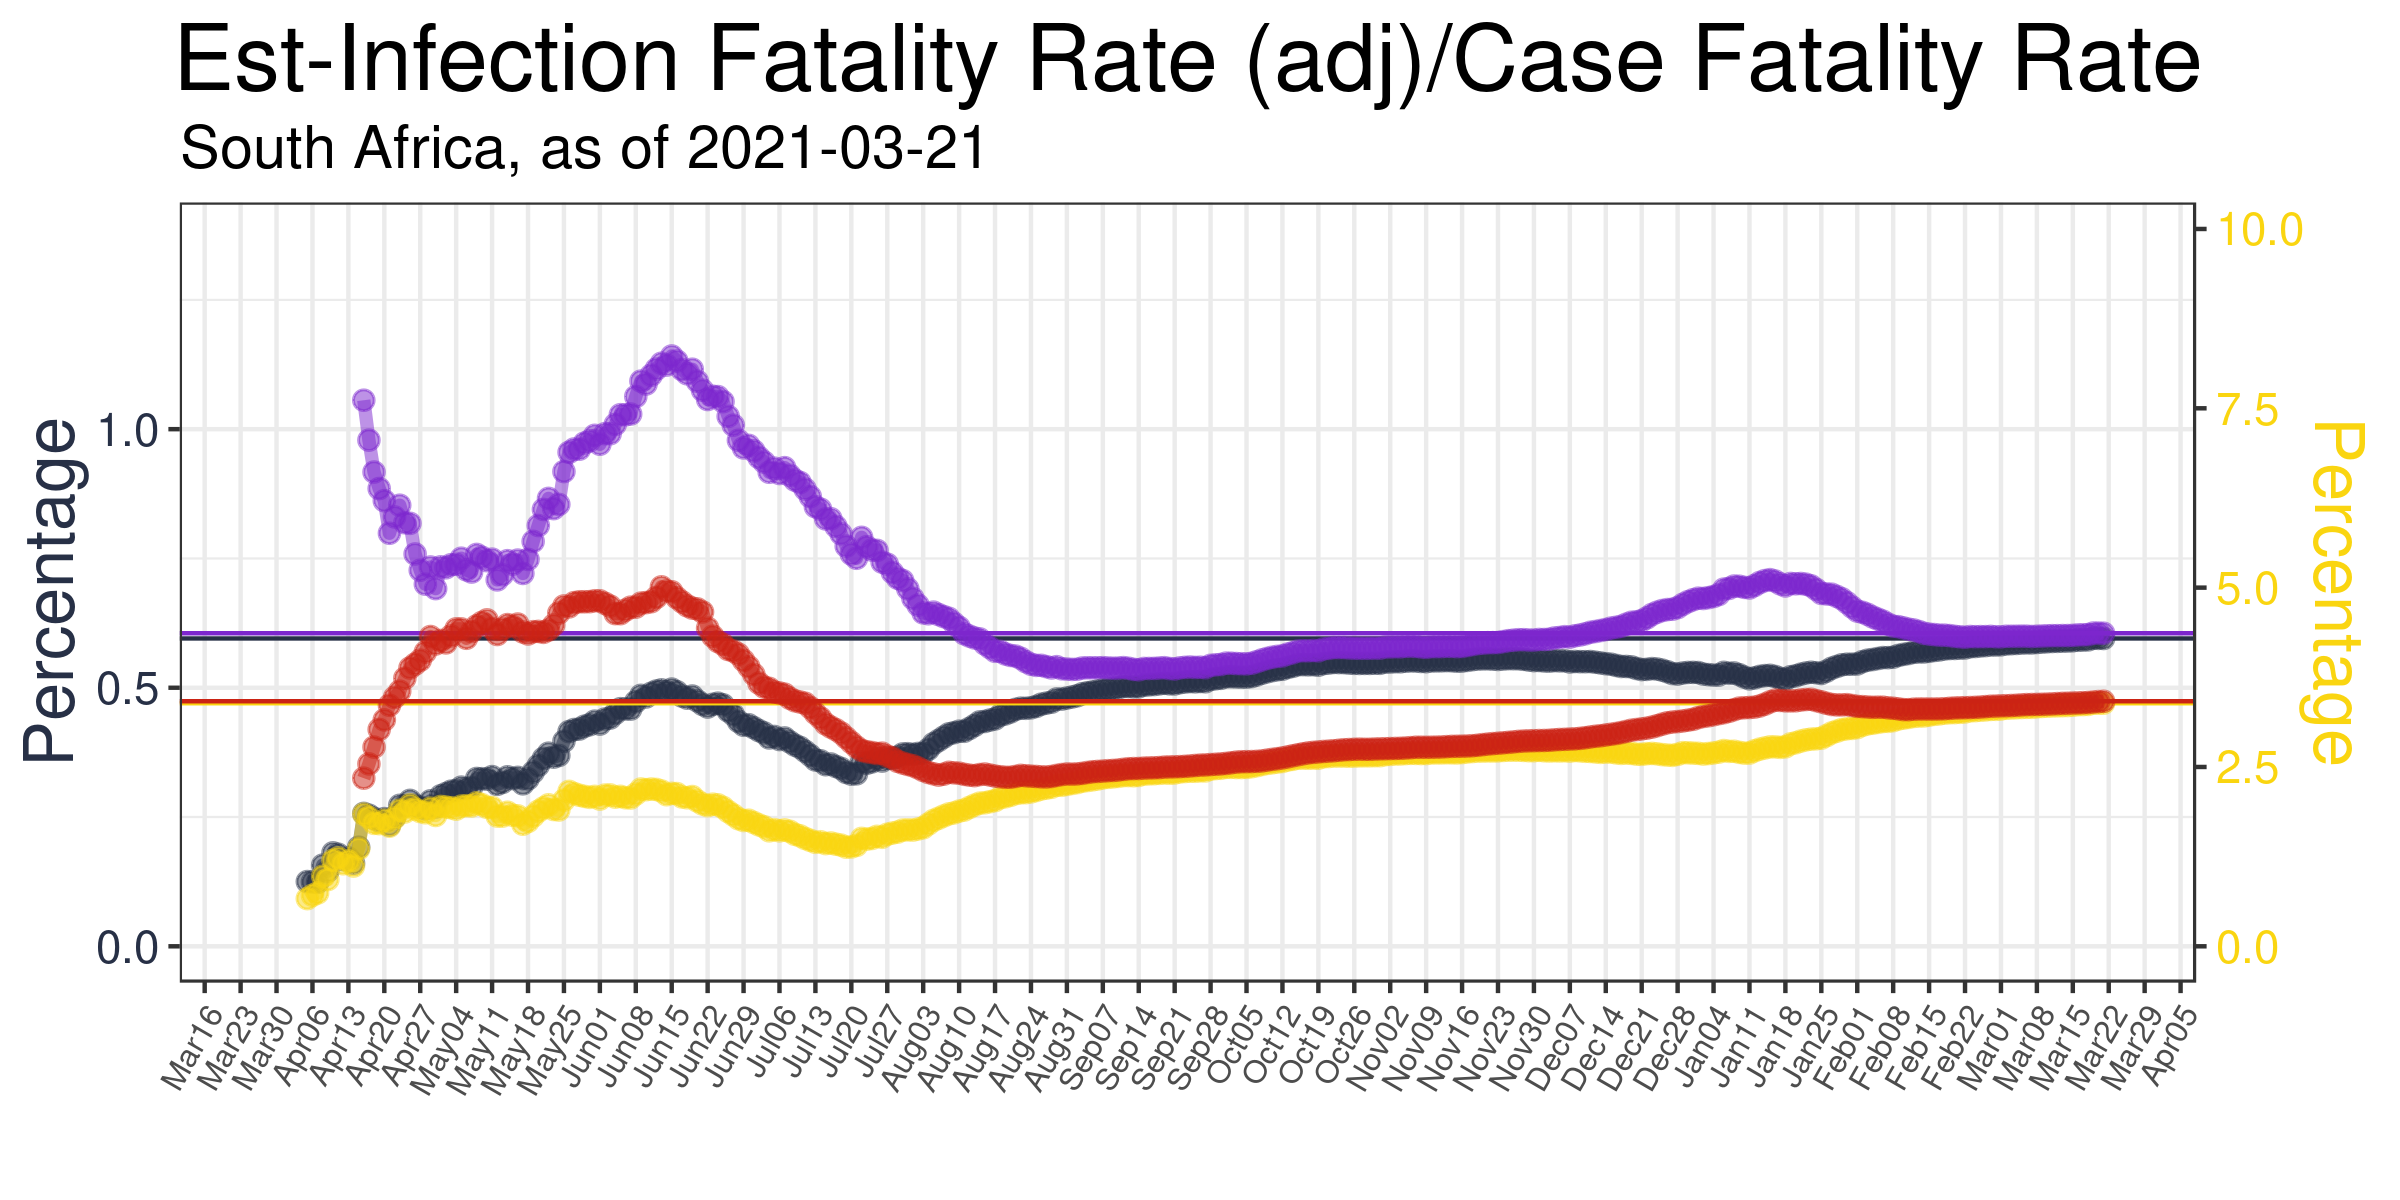 Est-Infection Fatality Rate (adj)/Case Fatality Rate
South Africa, as of 2021-03-21
Percentage
1.0
0.5
0.0
10.0
7.5
5.0
2.5
0.0
Percentage
Mar16
Mar23
Mar30
Apr06
Apr13
Apr20
Apr27
May04
May11
May18
May25
Jun01
Jun08
Jun15
Jun22
Jun29
Jul06
Jul13
Jul20
Jul27
Aug03
Aug10
Aug17
Aug24
Aug31
Sep07
Sep14
Sep21
Sep28
Oct05
Oct12
Oct19
Oct26
Nov02
Nov09
Nov16
Nov23
Nov30
Dec07
Dec14
Dec21
Dec28
Jan04
Jan11
Jan18
Jan25
Feb01
Feb08
Feb15
Feb22
Mar01
Mar08
Mar15
Mar22
Mar29
Apr05